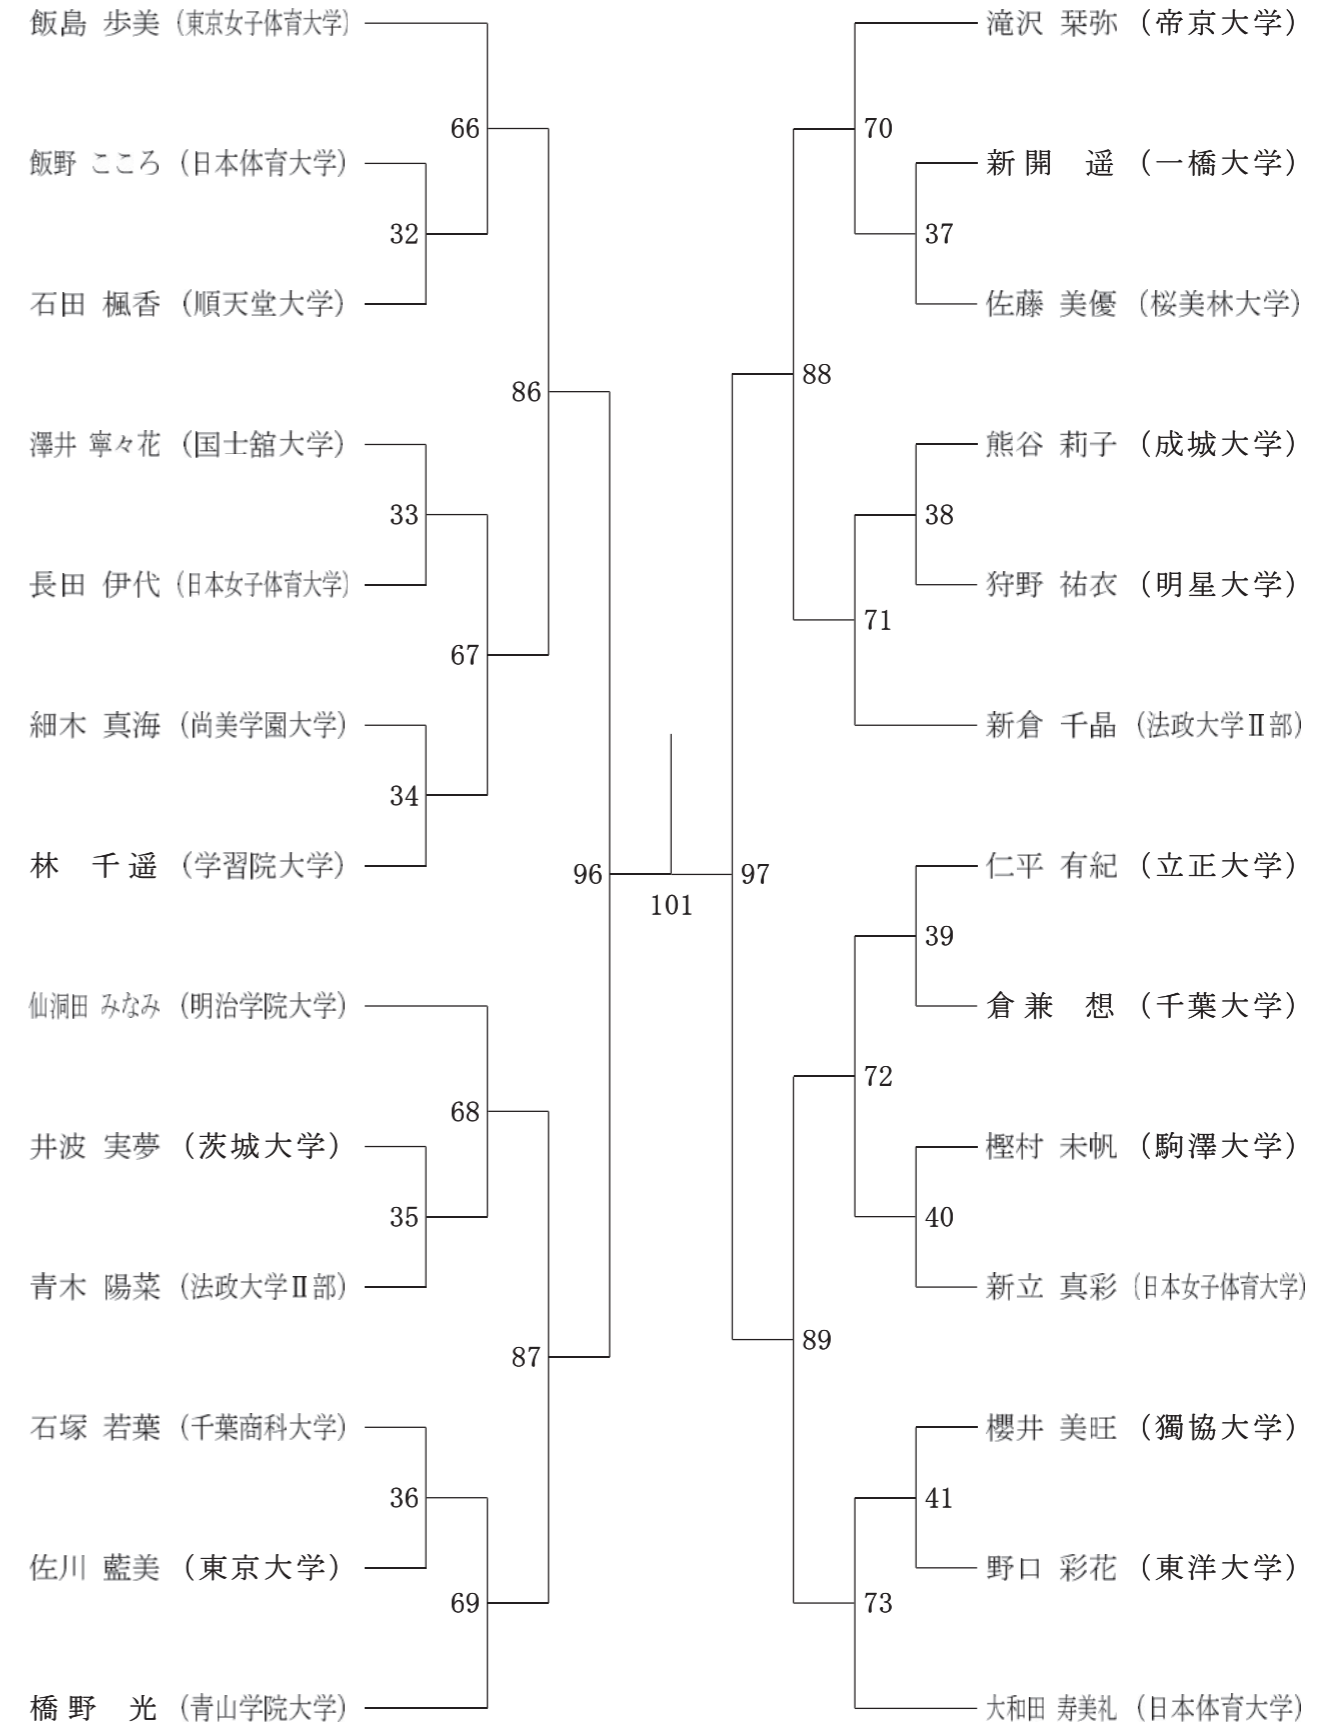 飯島 歩美 (東京女子体育大学)
66
飯野 こころ (日本体育大学)
32
石田 楓香 (順天堂大学)
86
澤井 寧々花 (国士舘大学)
33
長田 伊代 (日本女子体育大学)
67
細木 真海 (尚美学園大学)
34
林 千遥 (学習院大学)
96
仙洞田 みなみ (明治学院大学)
68
井波 実夢 (茨城大学)
35
青木 陽菜 (法政大学Ⅱ部)
87
石塚 若葉 (千葉商科大学)
36
佐川 藍美 (東京大学)
69
橋野 光 (青山学院大学)
101
滝沢 栞弥 (帝京大学)
70
新開 遥 (一橋大学)
37
佐藤 美優 (桜美林大学)
88
熊谷 莉子 (成城大学)
38
狩野 祐衣 (明星大学)
71
新倉 千晶 (法政大学Ⅱ部)
97
仁平 有紀 (立正大学)
39
倉兼 想 (千葉大学)
72
樫村 未帆 (駒澤大学)
40
新立 真彩 (日本女子体育大学)
89
櫻井 美旺 (獨協大学)
41
野口 彩花 (東洋大学)
73
大和田 寿美礼 (日本体育大学)